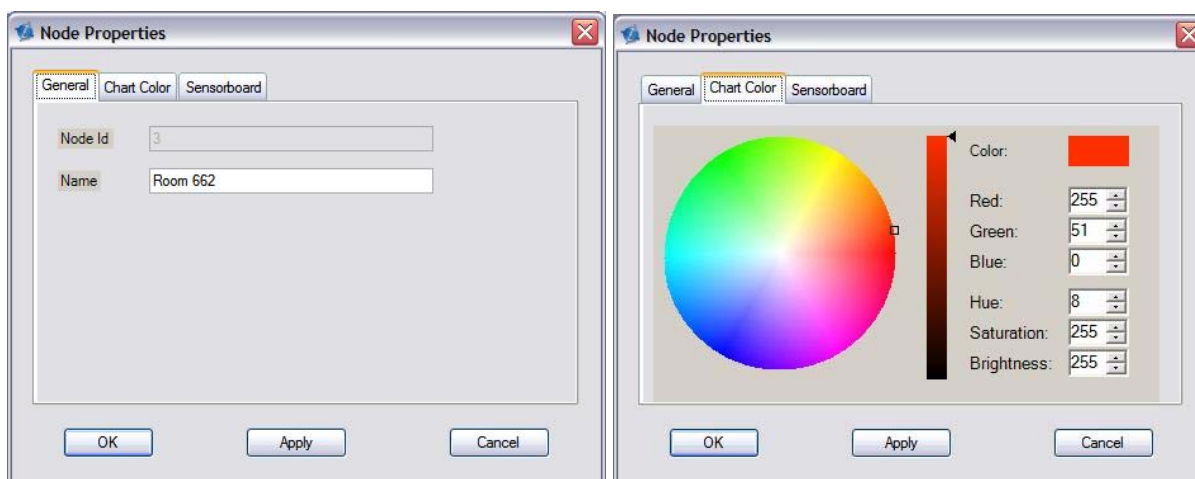 Node Properties
General Chart Color Sensorboard
Node Id 3
Name Room 662
OK Apply Cancel
Node Properties
General Chart Color Sensorboard
Color:
Red: 255
Green: 51
Blue: 0
Hue: 8
Saturation: 255
Brightness: 255
OK Apply Cancel